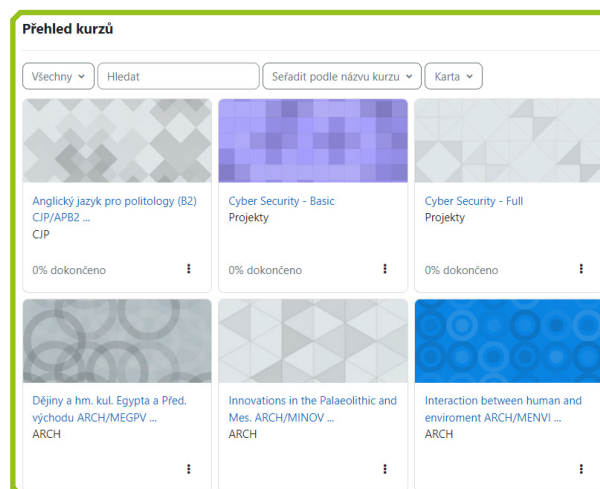 Přehled kurzů
Všechny
Hledat
Seřadit podle názvu kurzu
Karta
Anglický jazyk pro politology (B2)
CJP/APB2 ...
CJP
0% dokončeno
Cyber Security - Basic
Projekty
0% dokončeno
Cyber Security - Full
Projekty
0% dokončeno
Dějiny a hm. kul. Egypta a Před.
východu ARCH/MEGPV ...
ARCH
Innovations in the Palaeolithic and
Mes. ARCH/MINOV ...
ARCH
Interaction between human and
enviroment ARCH/MENVI ...
ARCH